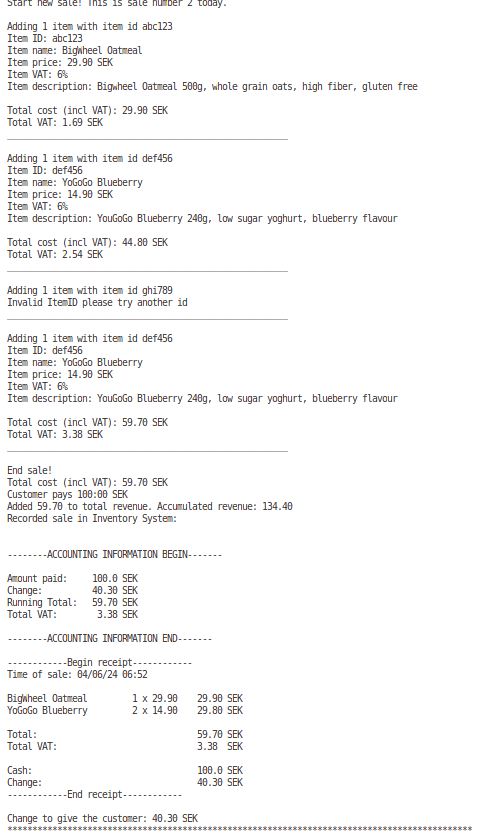 Start new sale! This is sale number 2 today.
Adding 1 item with item id abc123
Item ID: abc123
Item name: BigWheel Oatmeal
Item price: 29.90 SEK
Item VAT: 6%
Item description: Bigwheel Oatmeal 500g, whole grain oats, high fiber, gluten free
Total cost (incl VAT): 29.90 SEK
Total VAT: 1.69 SEK
Adding 1 item with item id def456
Item ID: def456
Item name: YoGoGo Blueberry
Item price: 14.90 SEK
Item VAT: 6%
Item description: YouGoGo Blueberry 240g, low sugar yoghurt, blueberry flavour
Total cost (incl VAT): 44.80 SEK
Total VAT: 2.54 SEK
Adding 1 item with item id ghi789
Invalid ItemID please try another id
Adding 1 item with item id def456
Item ID: def456
Item name: YoGoGo Blueberry
Item price: 14.90 SEK
Item VAT: 6%
Item description: YouGoGo Blueberry 240g, low sugar yoghurt, blueberry flavour
Total cost (incl VAT): 59.70 SEK
Total VAT: 3.38 SEK
End sale!
Total cost (incl VAT): 59.70 SEK
Customer pays 100:00 SEK
Added 59.70 to total revenue. Accumulated revenue: 134.40
Recorded sale in Inventory System:
--------ACCOUNTING INFORMATION BEGIN-------
Amount paid: 100.0 SEK
Change: 40.30 SEK
Running Total: 59.70 SEK
Total VAT: 3.38 SEK
--------ACCOUNTING INFORMATION END-------
------------Begin receipt------------
Time of sale: 04/06/24 06:52
BigWheel Oatmeal 1 x 29.90 29.90 SEK
YoGoGo Blueberry 2 x 14.90 29.80 SEK
Total: 59.70 SEK
Total VAT: 3.38 SEK
Cash: 100.0 SEK
Change: 40.30 SEK
------------End receipt------------
Change to give the customer: 40.30 SEK
*********************************************************************************************